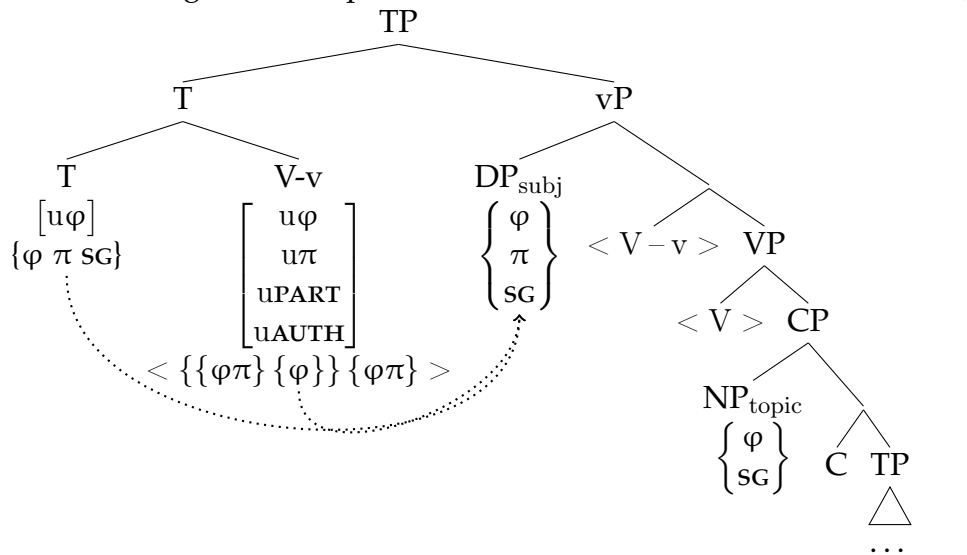 TP
T vP
T V-v DP_subj
[uφ] uφ φ
{φ π SG} uπ π < V – v > VP
uPART SG
uAUTH < V > CP
< {{φπ} {φ}} {φπ} >
NP_topic
φ
SG C TP
…